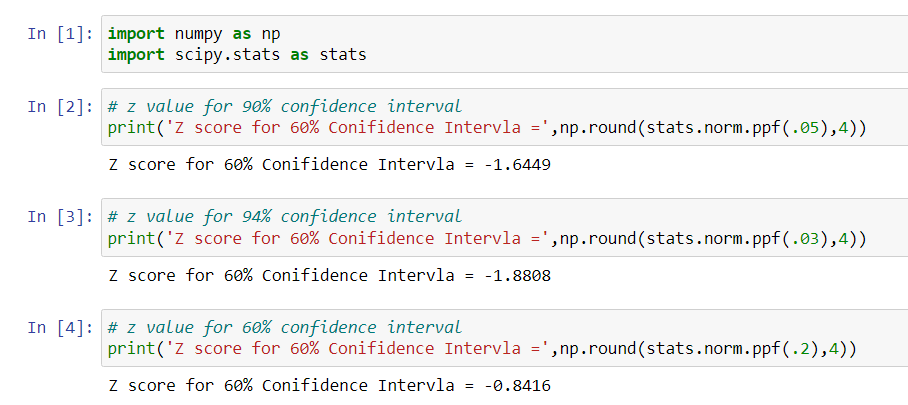 In [1]: import numpy as np
import scipy.stats as stats
In [2]: # z value for 90% confidence interval
print('Z score for 60% Conifidence Intervla =',np.round(stats.norm.ppf(.05),4))
Z score for 60% Conifidence Intervla = -1.6449
In [3]: # z value for 94% confidence interval
print('Z score for 60% Conifidence Intervla =',np.round(stats.norm.ppf(.03),4))
Z score for 60% Conifidence Intervla = -1.8808
In [4]: # z value for 60% confidence interval
print('Z score for 60% Conifidence Intervla =',np.round(stats.norm.ppf(.2),4))
Z score for 60% Conifidence Intervla = -0.8416